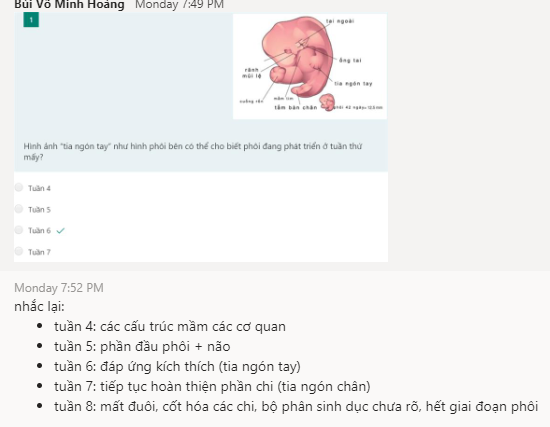 Bùi Võ Minh Hoàng Monday 7:49 PM
1
tai ngoài
rãnh mũi lệ
ống tai
tia ngón tay
cuống rốn
mầm tim
tấm bàn chân
phôi 42 ngày=12.5mm
Hình ảnh "tia ngón tay" như hình phôi bên có thể cho biết phôi đang phát triển ở tuần thứ
mấy?
Tuần 4
Tuần 5
Tuần 6
Tuần 7
Monday 7:52 PM
nhắc lại:
tuần 4: các cấu trúc mầm các cơ quan
tuần 5: phần đầu phôi + não
tuần 6: đáp ứng kích thích (tia ngón tay)
tuần 7: tiếp tục hoàn thiện phần chi (tia ngón chân)
tuần 8: mất đuôi, cốt hóa các chi, bộ phân sinh dục chưa rõ, hết giai đoạn phôi